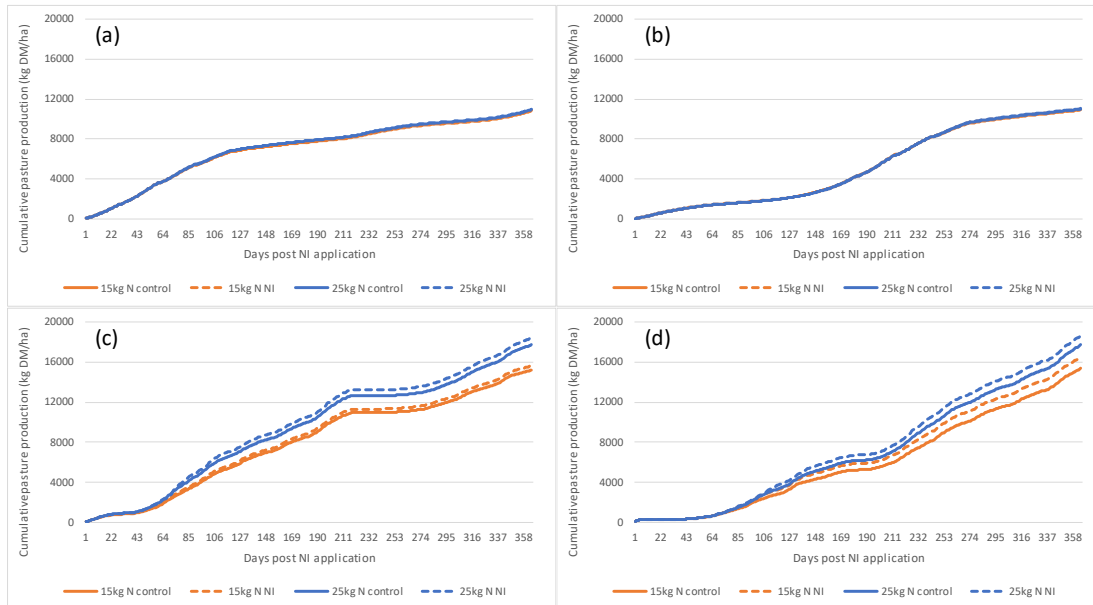 (a)
Cumulative pasture production (kg DM/ha)
20000
16000
12000
8000
4000
0
1 22 43 64 85 106 127 148 169 190 211 232 253 274 295 316 337 358
Days post NI application
15kg N control 15kg N NI 25kg N control 25kg N NI
(b)
Cumulative pasture production (kg DM/ha)
20000
16000
12000
8000
4000
0
1 22 43 64 85 106 127 148 169 190 211 232 253 274 295 316 337 358
Days post NI application
15kg N control 15kg N NI 25kg N control 25kg N NI
(c)
Cumulative pasture production (kg DM/ha)
20000
16000
12000
8000
4000
0
1 22 43 64 85 106 127 148 169 190 211 232 253 274 295 316 337 358
Days post NI application
15kg N control 15kg N NI 25kg N control 25kg N NI
(d)
Cumulative pasture production (kg DM/ha)
20000
16000
12000
8000
4000
0
1 22 43 64 85 106 127 148 169 190 211 232 253 274 295 316 337 358
Days post NI application
15kg N control 15kg N NI 25kg N control 25kg N NI